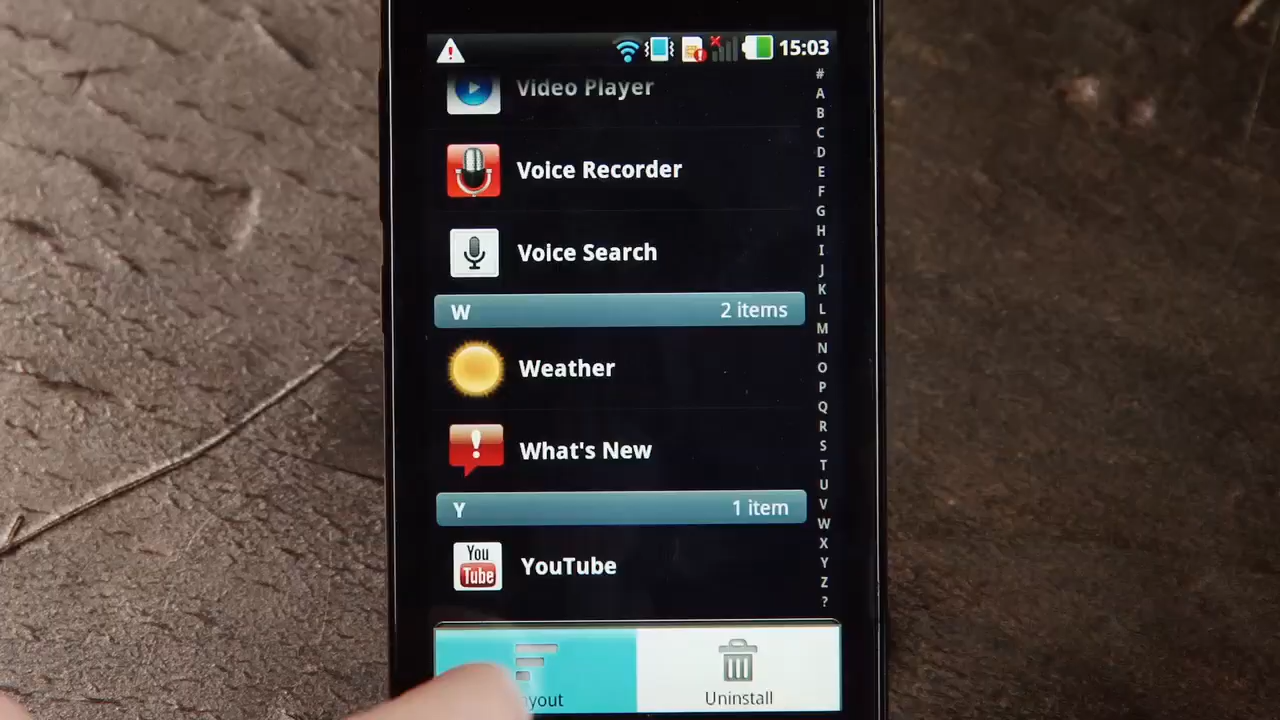 15:03
Video Player
Voice Recorder
Voice Search
W 2 items
Weather
What's New
Y 1 item
You
Tube
YouTube
Uninstall
#
A
B
C
D
E
F
G
H
I
J
K
L
M
N
O
P
Q
R
S
T
U
V
W
X
Y
Z
?